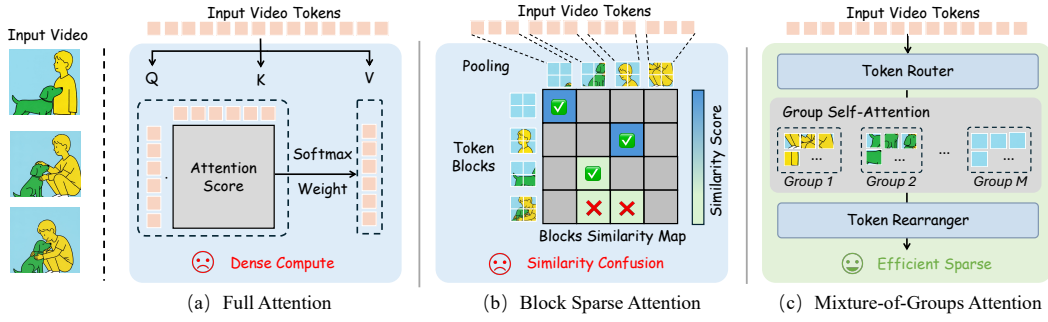 Input Video
Input Video Tokens
Q
K
V
Attention
Score
Softmax
Weight
Dense Compute
(a) Full Attention
Input Video Tokens
Pooling
Token
Blocks
Similarity Score
Blocks Similarity Map
Similarity Confusion
(b) Block Sparse Attention
Input Video Tokens
Token Router
Group Self-Attention
...
...
...
...
Group 1
Group 2
Group M
Token Rearranger
Efficient Sparse
(c) Mixture-of-Groups Attention